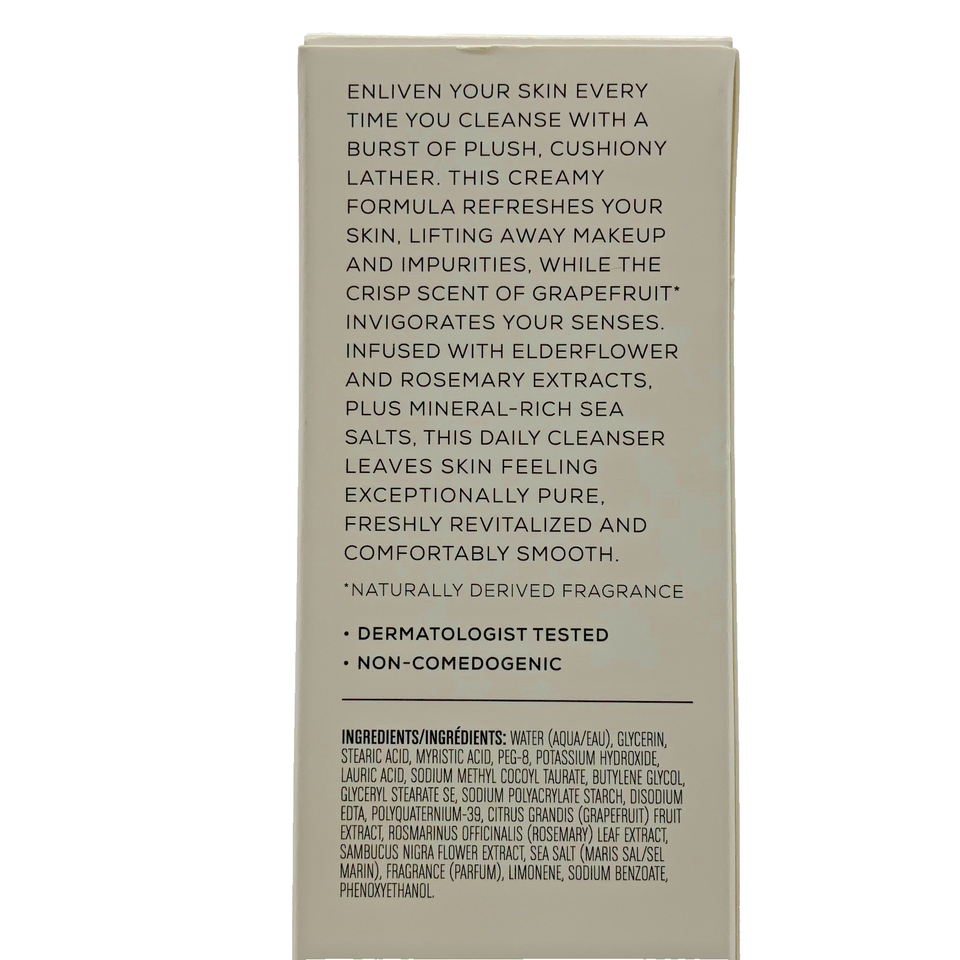 ENLIVEN YOUR SKIN EVERY
TIME YOU CLEANSE WITH A
BURST OF PLUSH, CUSHIONY
LATHER. THIS CREAMY
FORMULA REFRESHES YOUR
SKIN, LIFTING AWAY MAKEUP
AND IMPURITIES, WHILE THE
CRISP SCENT OF GRAPEFRUIT*
INVIGORATES YOUR SENSES.
INFUSED WITH ELDERFLOWER
AND ROSEMARY EXTRACTS,
PLUS MINERAL-RICH SEA
SALTS, THIS DAILY CLEANSER
LEAVES SKIN FEELING
EXCEPTIONALLY PURE,
FRESHLY REVITALIZED AND
COMFORTABLY SMOOTH.
*NATURALLY DERIVED FRAGRANCE
• DERMATOLOGIST TESTED
• NON-COMEDOGENIC
INGREDIENTS/INGRÉDIENTS: WATER (AQUA/EAU), GLYCERIN,
STEARIC ACID, MYRISTIC ACID, PEG-8, POTASSIUM HYDROXIDE,
LAURIC ACID, SODIUM METHYL COCOYL TAURATE, BUTYLENE GLYCOL,
GLYCERYL STEARATE SE, SODIUM POLYACRYLATE STARCH, DISODIUM
EDTA, POLYQUATERNIUM-39, CITRUS GRANDIS (GRAPEFRUIT) FRUIT
EXTRACT, ROSMARINUS OFFICINALIS (ROSEMARY) LEAF EXTRACT,
SAMBUCUS NIGRA FLOWER EXTRACT, SEA SALT (MARIS SAL/SEL
MARIN), FRAGRANCE (PARFUM), LIMONENE, SODIUM BENZOATE,
PHENOXYETHANOL.